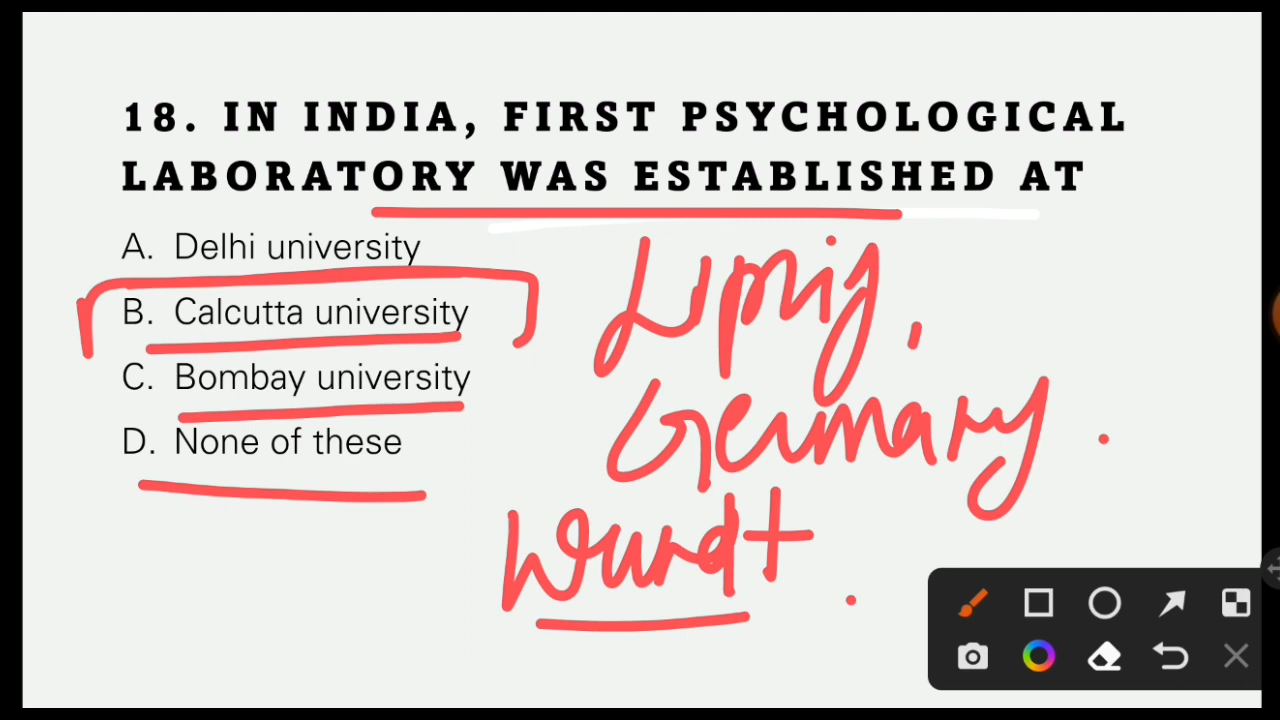 18. IN INDIA, FIRST PSYCHOLOGICAL
LABORATORY WAS ESTABLISHED AT
A. Delhi university
B. Calcutta university
C. Bombay university
D. None of these
Lipzig.
Germany.
Wundt.